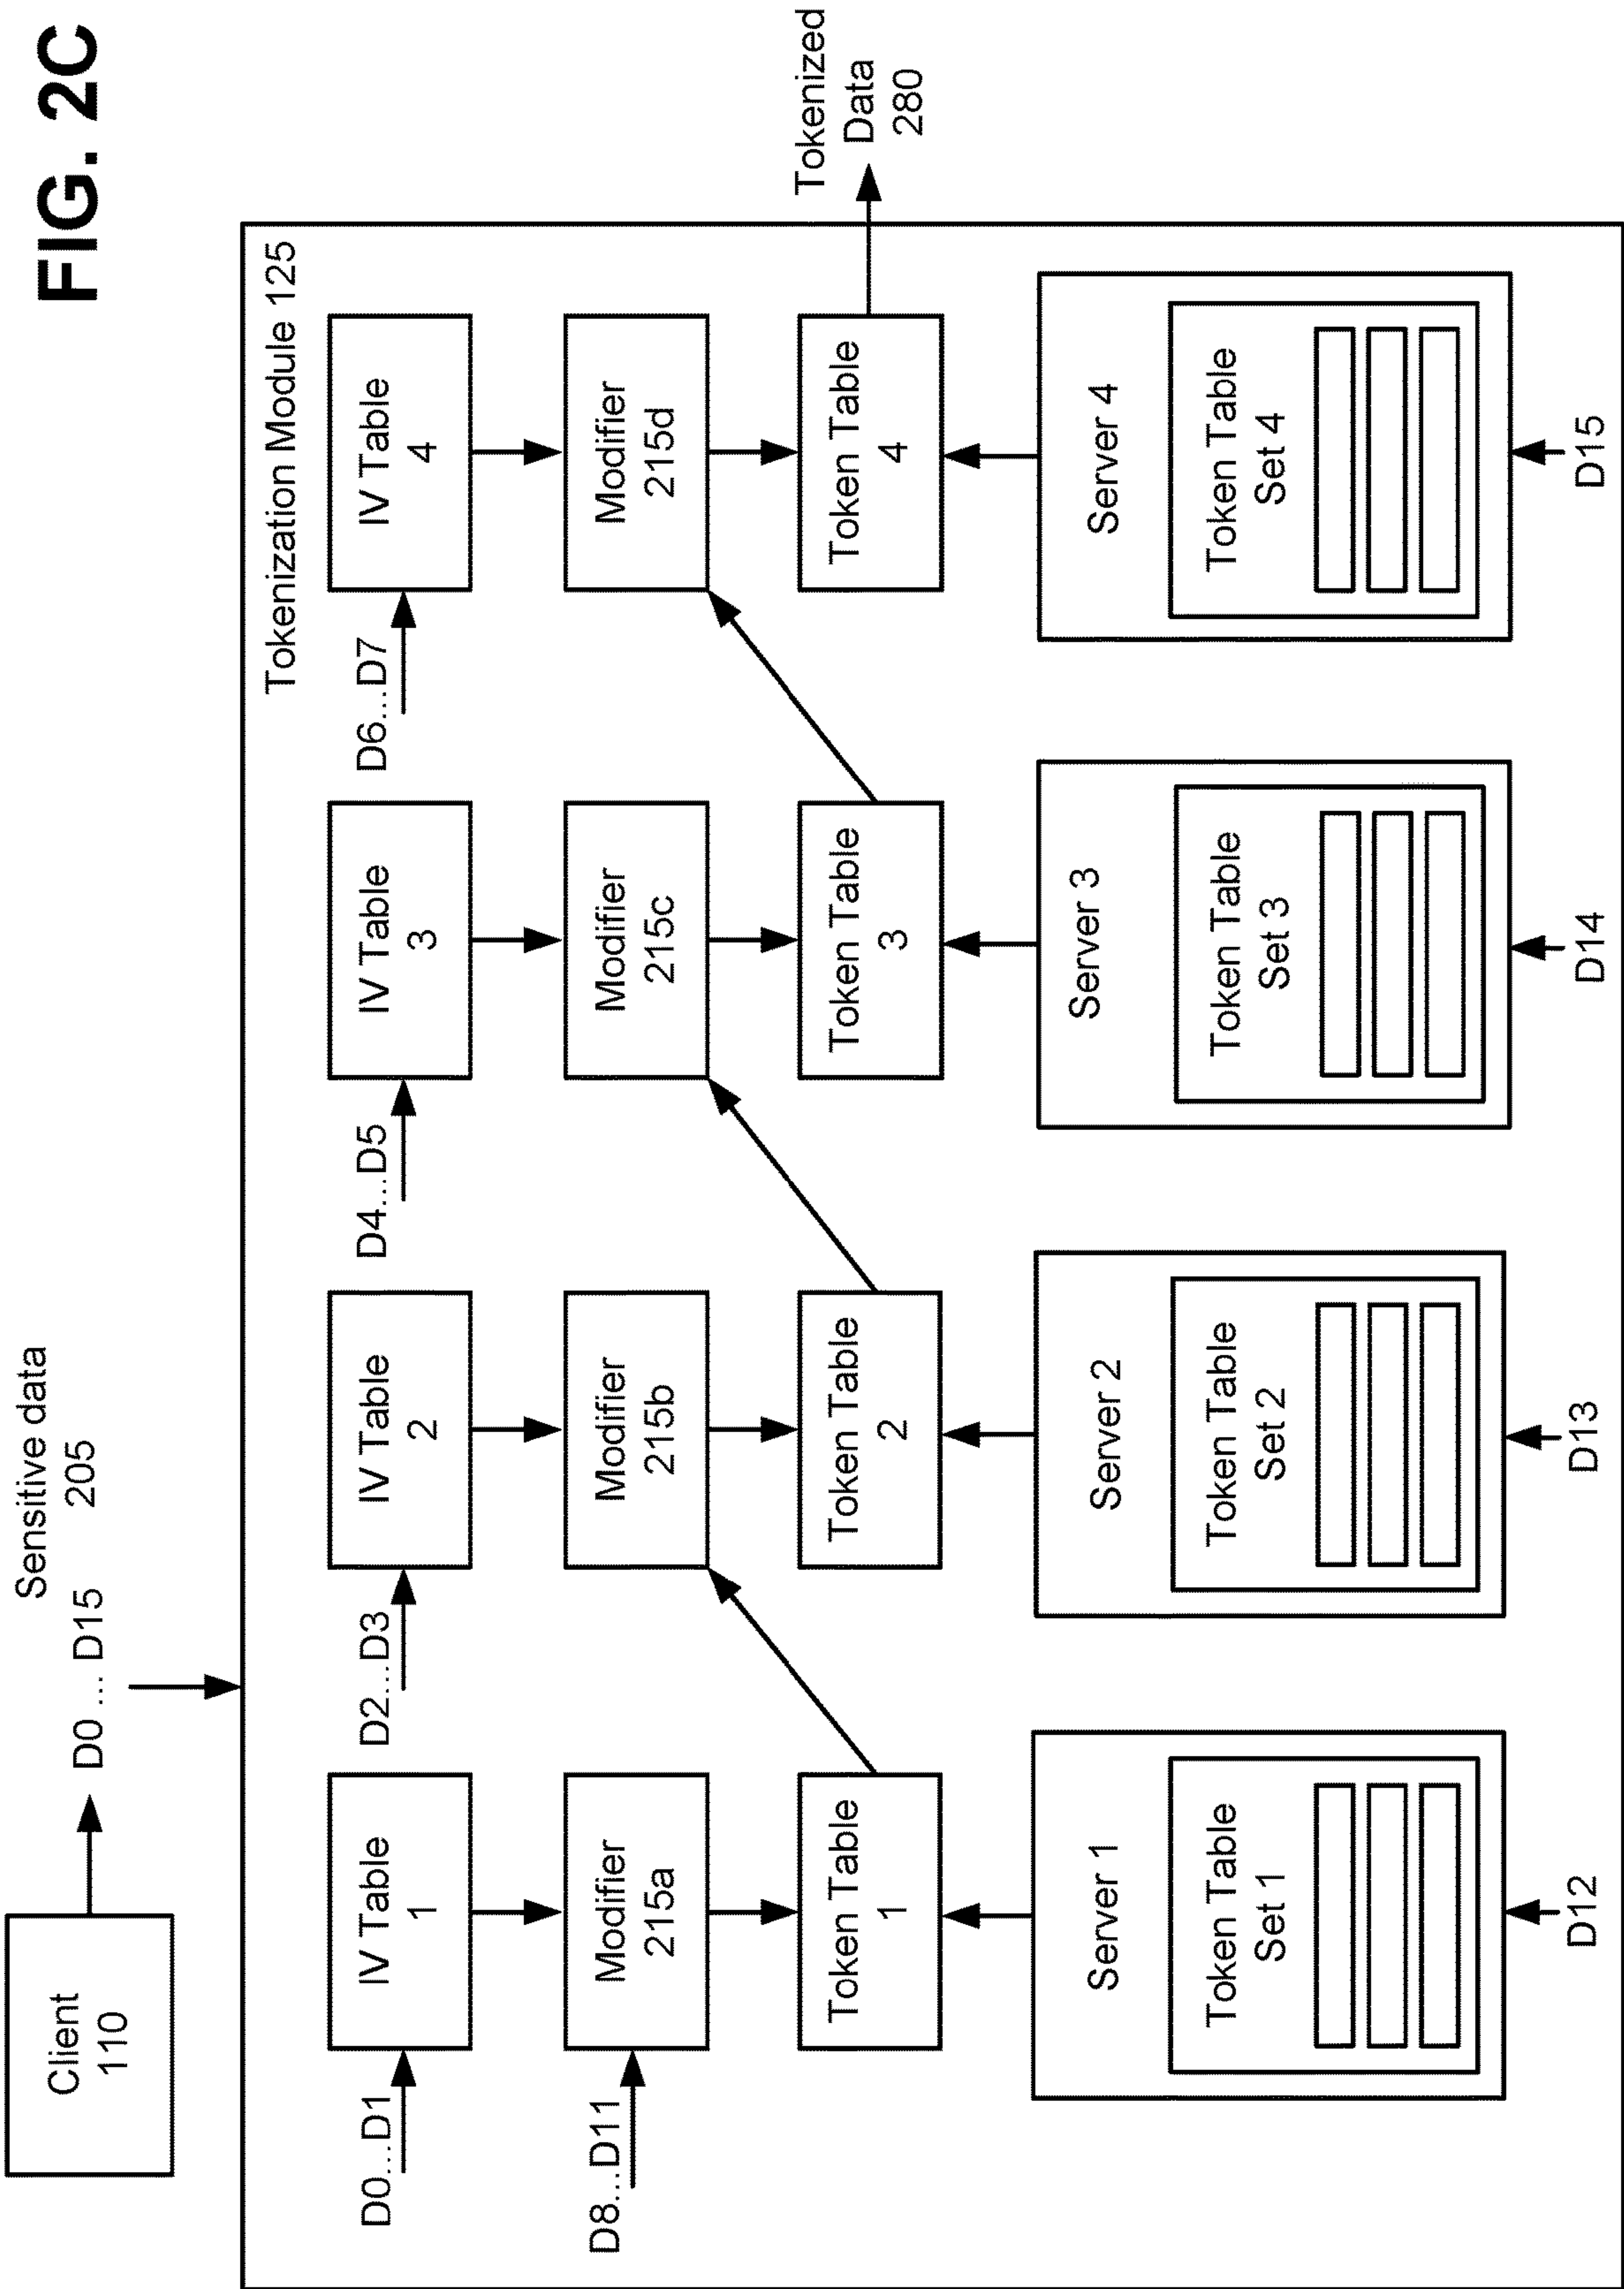 FIG. 2C
Client
110
Sensitive data
D0 ... D15 205
Tokenization Module 125
D0...D1
IV Table
1
D2...D3
IV Table
2
D4...D5
IV Table
3
D6...D7
IV Table
4
D8...D11
Modifier
215a
Modifier
215b
Modifier
215c
Modifier
215d
Token Table
1
Token Table
2
Token Table
3
Token Table
4
Tokenized
Data
280
Server 1
Token Table
Set 1
Server 2
Token Table
Set 2
Server 3
Token Table
Set 3
Server 4
Token Table
Set 4
D12
D13
D14
D15